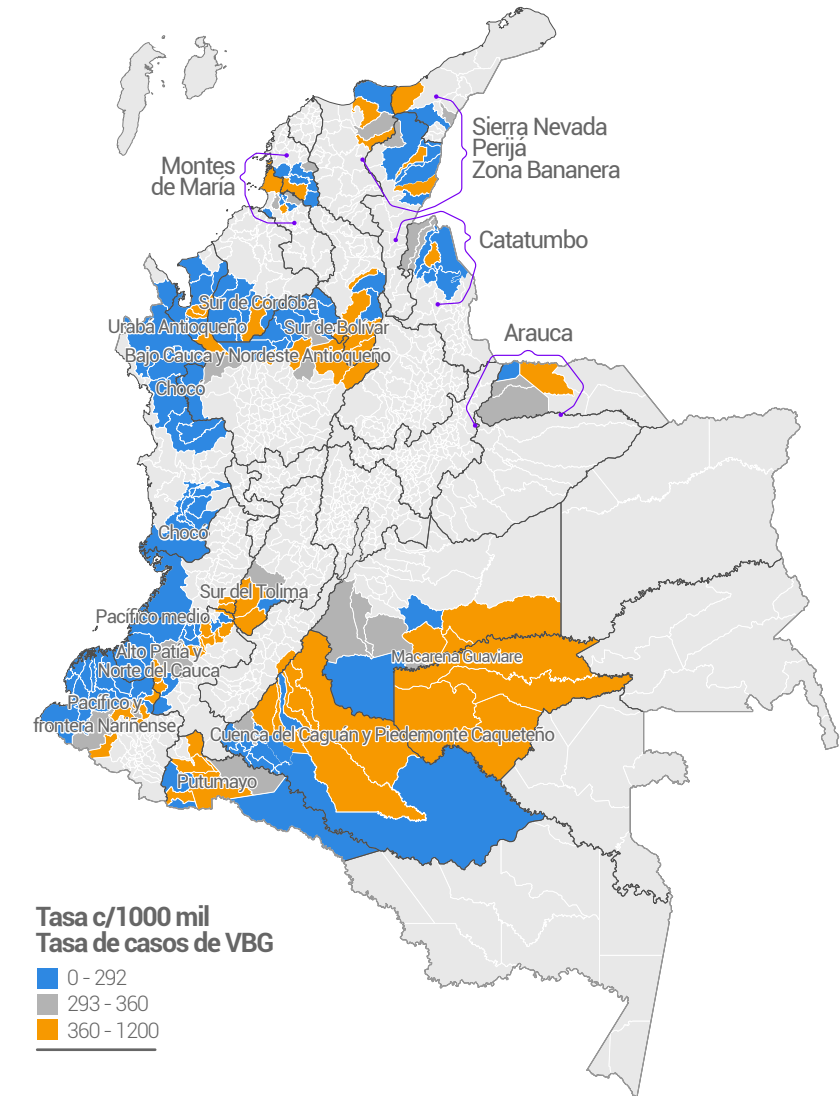 Sierra Nevada
Perijá
Zona Bananera
Montes
de María
Catatumbo
Sur de Córdoba
Urabá Antioqueño
Sur de Bolívar
Arauca
Bajo Cauca y Nordeste Antioqueño
Choco
Choco
Sur del Tolima
Pacífico medio
Alto Patía y
Norte del Cauca
Macarena Guaviare
Pacífico y
frontera Narinense
Cuenca del Caguán y Piedemonte Caqueteño
Putumayo
Tasa c/1000 mil
Tasa de casos de VBG
0 - 292
293 - 360
360 - 1200